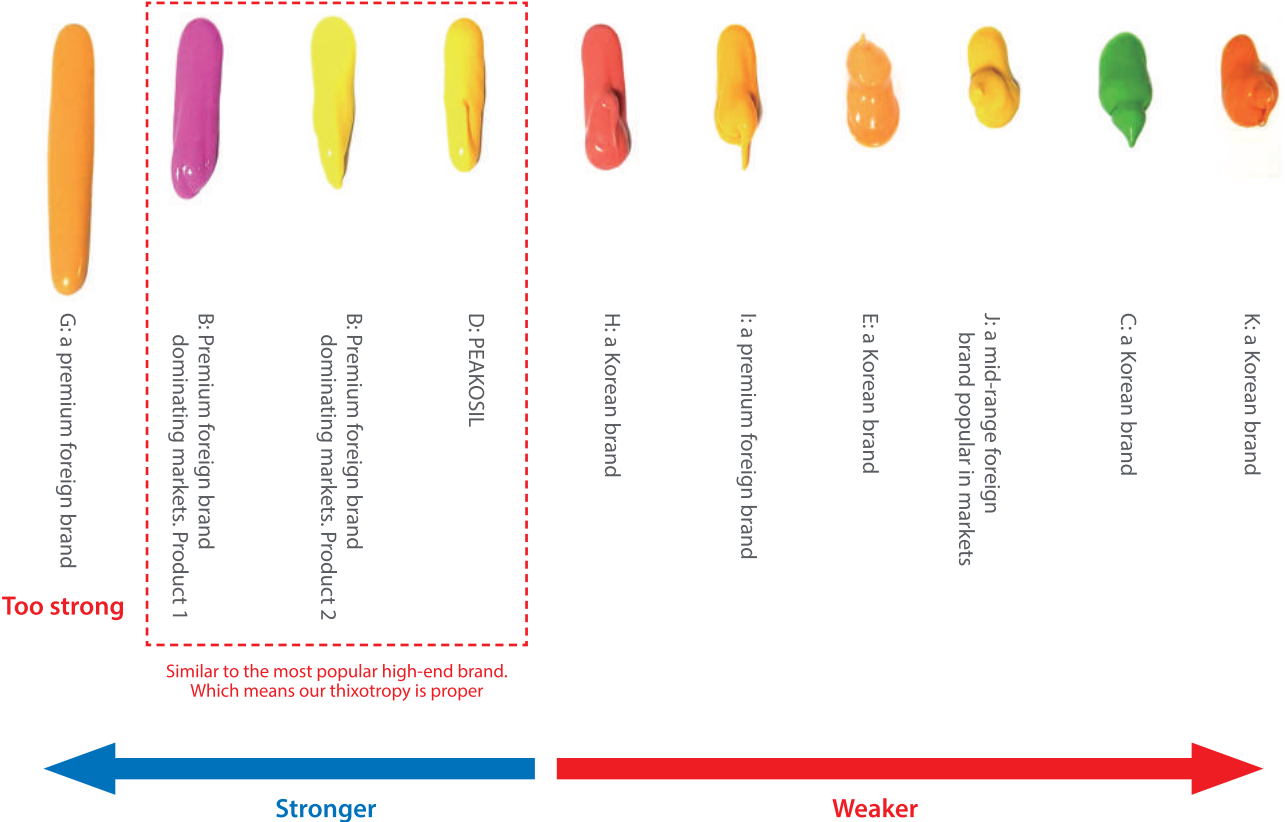 G: a premium foreign brand
Too strong
B: Premium foreign brand
dominating markets. Product 1
B: Premium foreign brand
dominating markets. Product 2
D: PEAKOSIL
Similar to the most popular high-end brand.
Which means our thixotropy is proper
H: a Korean brand
I: a premium foreign brand
E: a Korean brand
J: a mid-range foreign
brand popular in markets
C: a Korean brand
K: a Korean brand
Stronger
Weaker